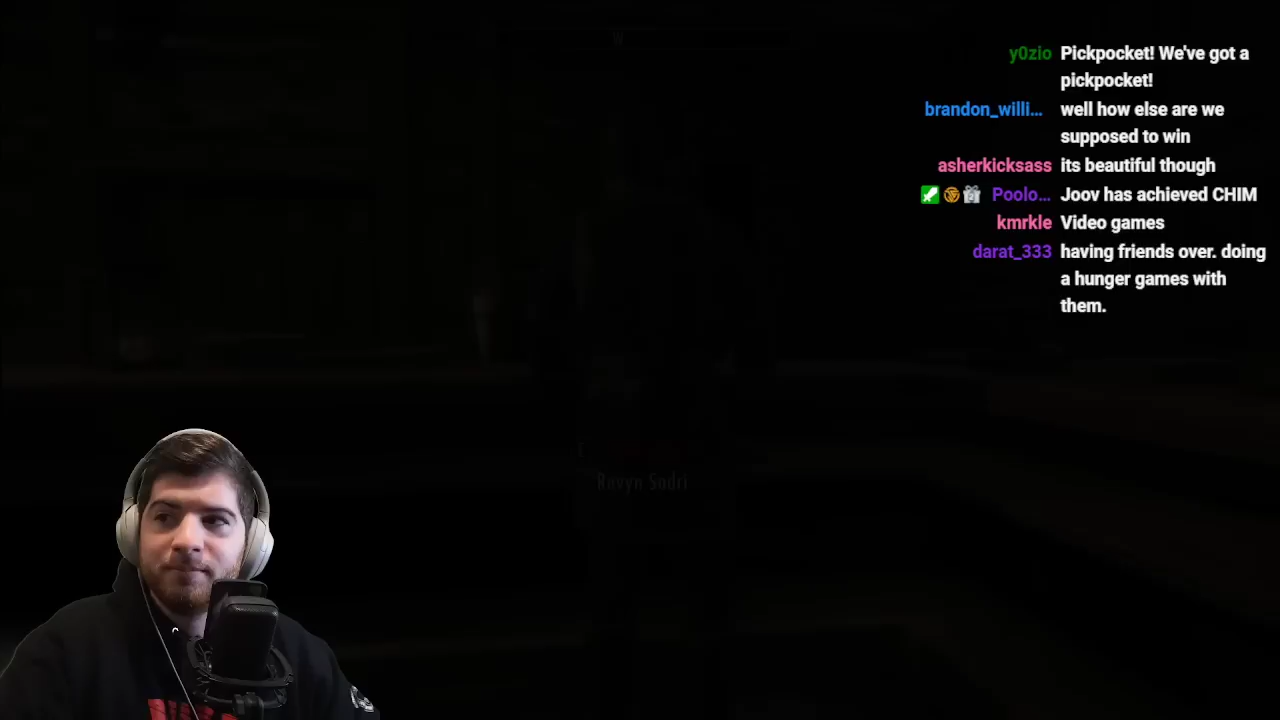 W
y0zio Pickpocket! We've got a
pickpocket!
brandon_willi... well how else are we
supposed to win
asherkicksass its beautiful though
Poolo... Joov has achieved CHIM
kmrkle Video games
darat_333 having friends over. doing
a hunger games with
them.
Revyn Sadri